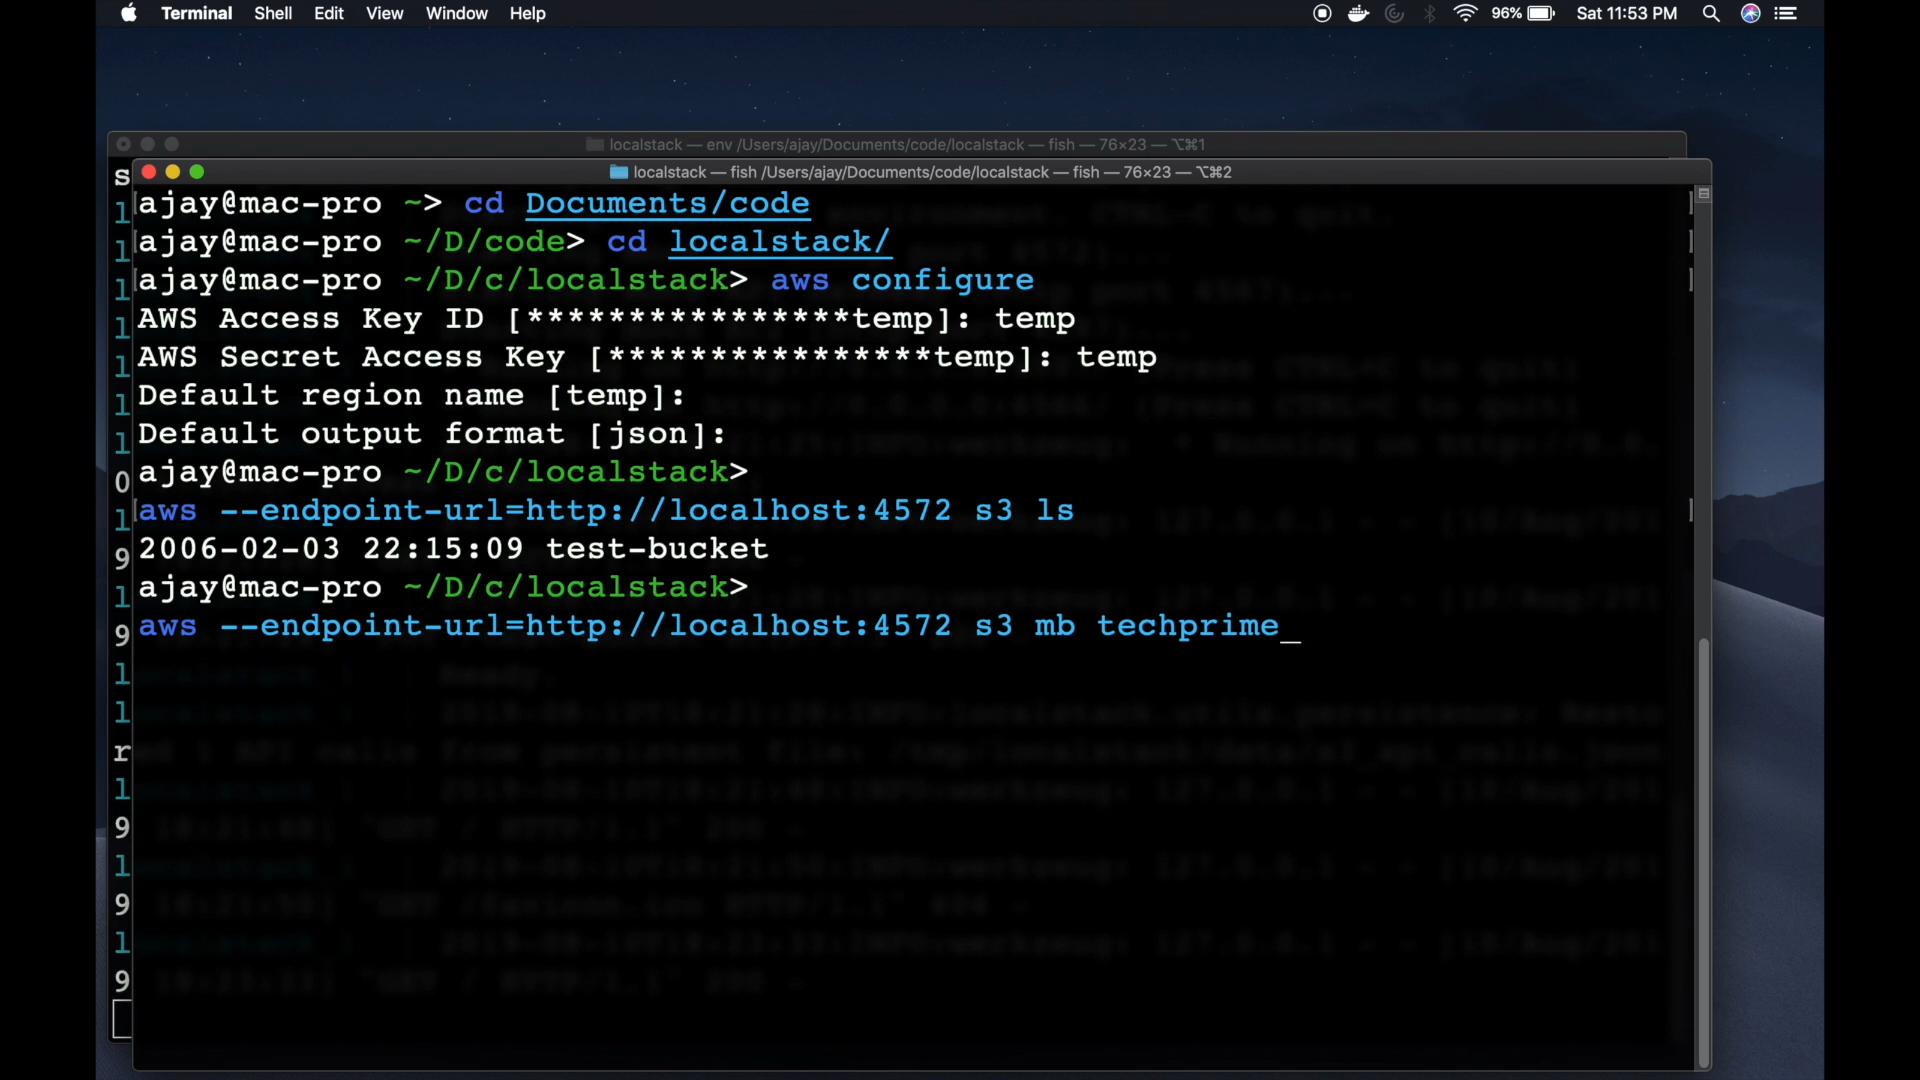 Terminal Shell Edit View Window Help 96% Sat 11:53 PM
localstack — env /Users/ajay/Documents/code/localstack — fish — 76×23 — ⌥⌘1
localstack — fish /Users/ajay/Documents/code/localstack — fish — 76×23 — ⌥⌘2
ajay@mac-pro ~> cd Documents/code
ajay@mac-pro ~/D/code> cd localstack/
ajay@mac-pro ~/D/c/localstack> aws configure
AWS Access Key ID [****************temp]: temp
AWS Secret Access Key [****************temp]: temp
Default region name [temp]:
Default output format [json]:
ajay@mac-pro ~/D/c/localstack>
aws --endpoint-url=http://localhost:4572 s3 ls
2006-02-03 22:15:09 test-bucket
ajay@mac-pro ~/D/c/localstack>
aws --endpoint-url=http://localhost:4572 s3 mb techprime_